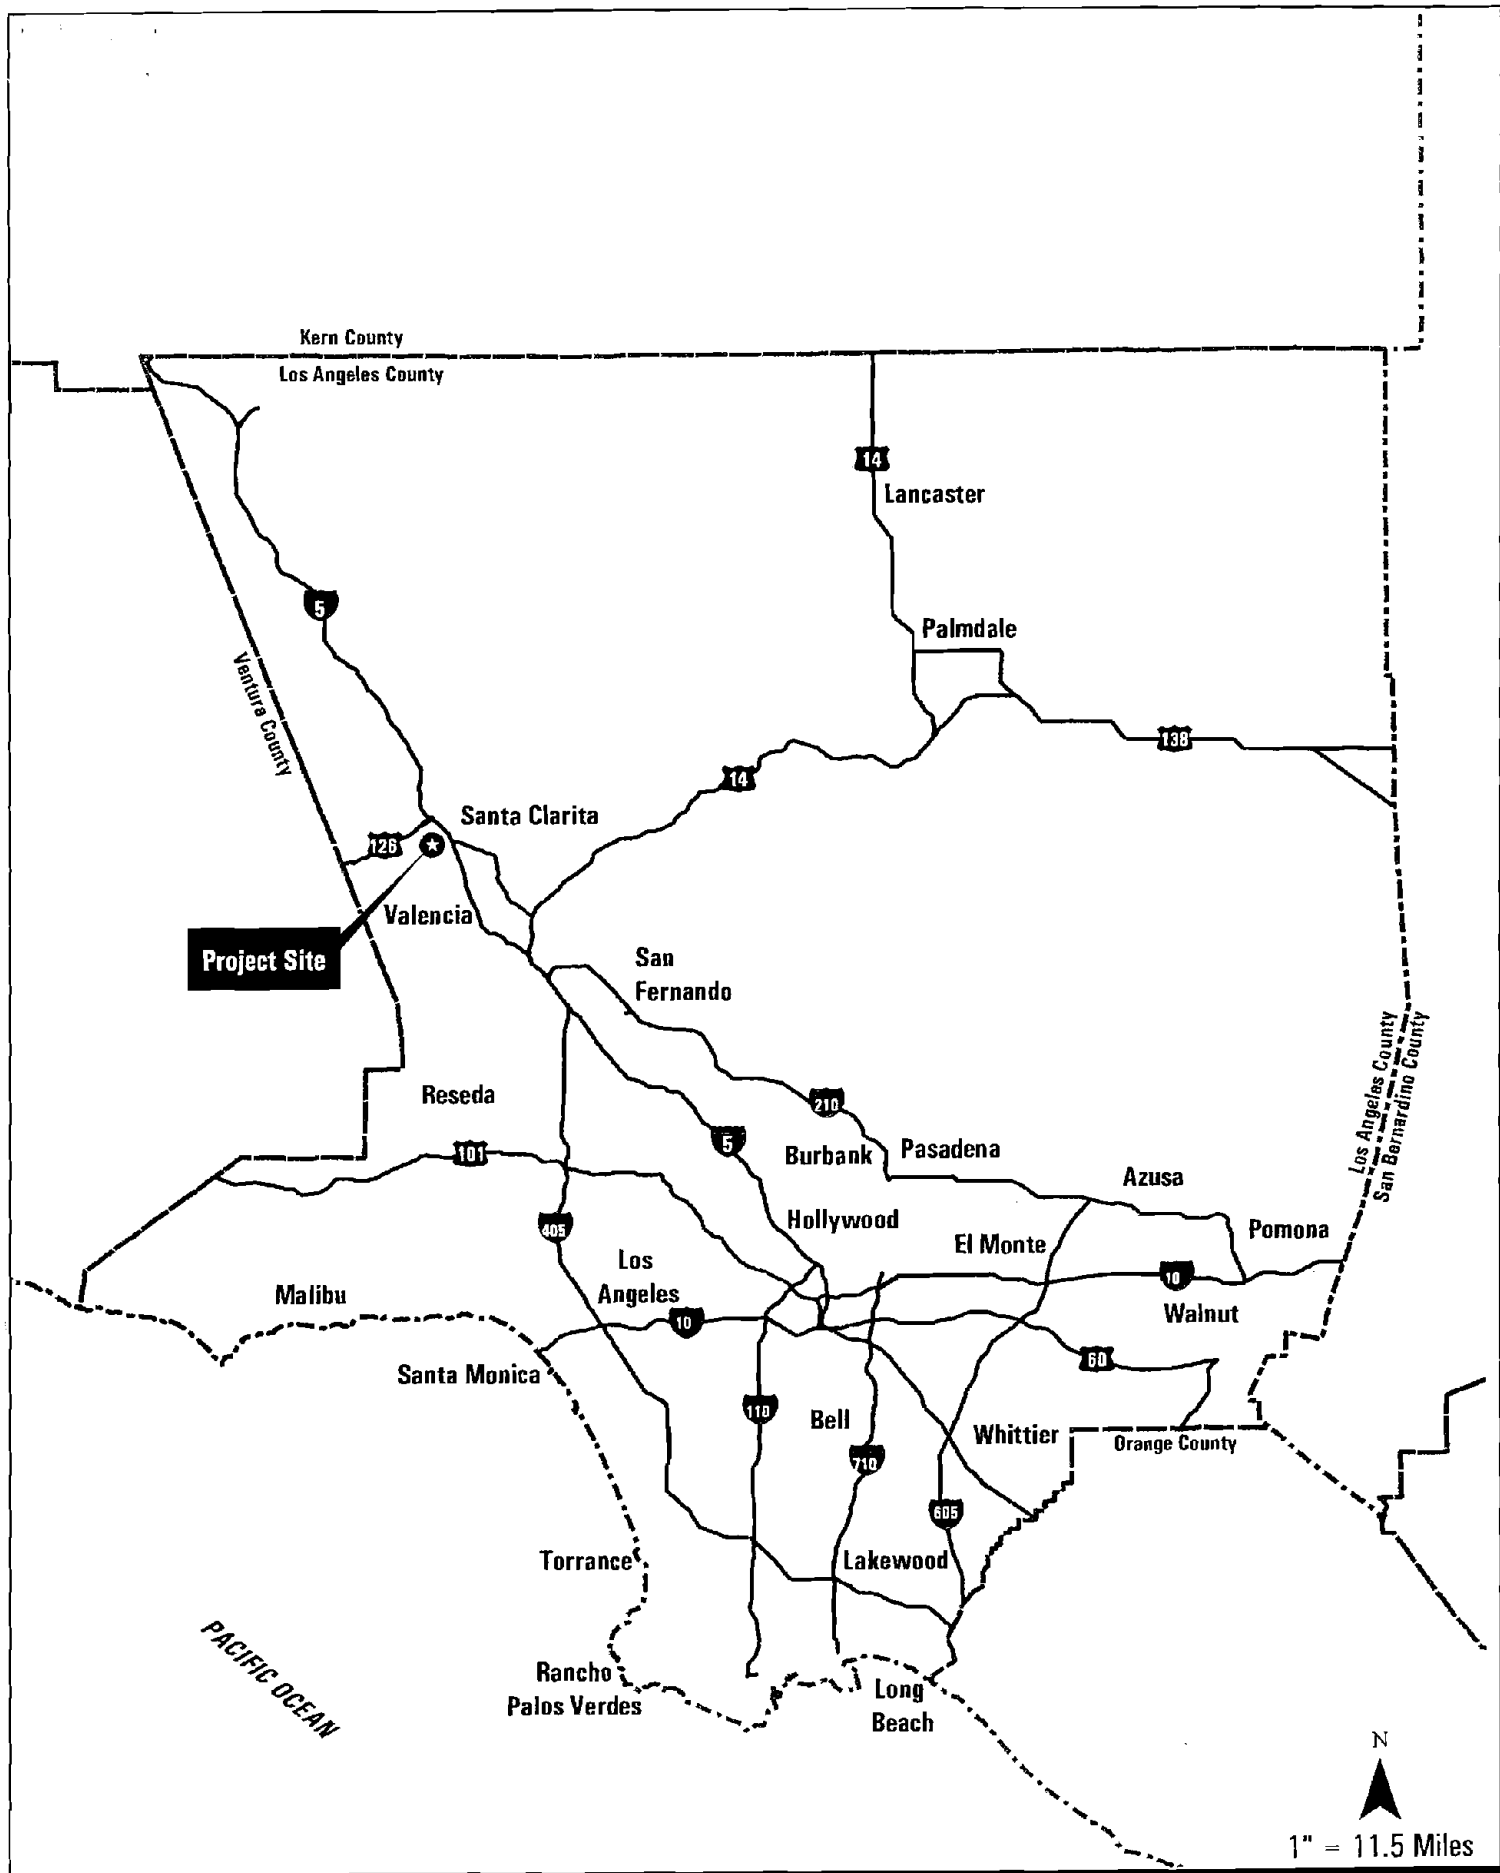 Kern County
Los Angeles County
14
Lancaster
5
Palmdale
Ventura County
138
14
Santa Clarita
126
Valencia
Project Site
San
Fernando
Los Angeles County
San Bernardino County
Reseda
210
5
101
Burbank
Pasadena
Azusa
405
Hollywood
Pomona
El Monte
Los
Angeles
10
Malibu
Walnut
10
60
Santa Monica
110
Bell
Whittier
Orange County
710
605
Torrance
Lakewood
PACIFIC OCEAN
Rancho
Palos Verdes
Long
Beach
N
1" = 11.5 Miles